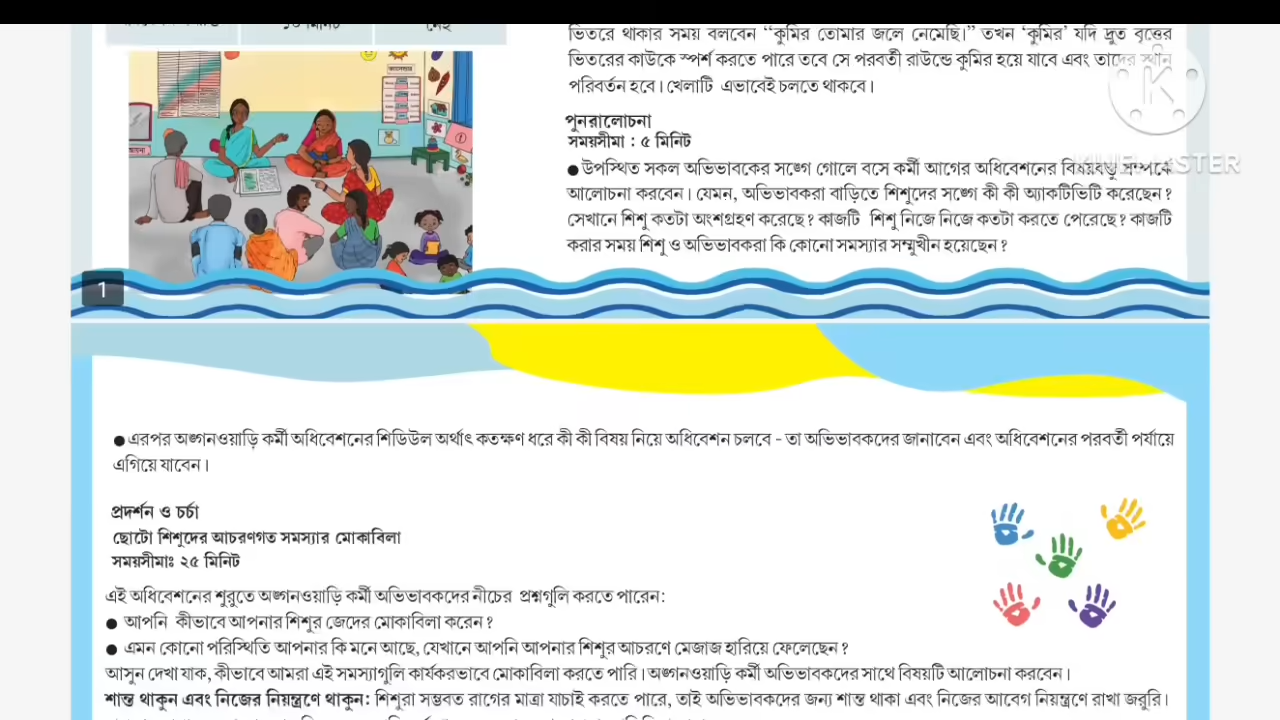 ১৫ মিনিট
নেই
ভিতরে থাকার সময় বলবেন “কুমির তোমার জলে নেমেছি।” তখন ‘কুমির’ যদি দ্রুত বৃত্তের
ভিতরের কাউকে স্পর্শ করতে পারে তবে সে পরবর্তী রাউন্ডে কুমির হয়ে যাবে এবং তাদের স্থান
পরিবর্তন হবে। খেলাটি এভাবেই চলতে থাকবে।
পুনরালোচনা
সময়সীমা : ৫ মিনিট
● উপস্থিত সকল অভিভাবকের সঙ্গে গোলে বসে কর্মী আগের অধিবেশনের বিষয়বস্তু সম্পর্কে
আলোচনা করবেন। যেমন, অভিভাবকরা বাড়িতে শিশুদের সঙ্গে কী কী অ্যাকটিভিটি করেছেন?
সেখানে শিশু কতটা অংশগ্রহণ করেছে? কাজটি শিশু নিজে নিজে কতটা করতে পেরেছে? কাজটি
করার সময় শিশু ও অভিভাবকরা কি কোনো সমস্যার সম্মুখীন হয়েছেন?
K
KINEMASTER
1
● এরপর অঙ্গনওয়াড়ি কর্মী অধিবেশনের শিডিউল অর্থাৎ কতক্ষণ ধরে কী কী বিষয় নিয়ে অধিবেশন চলবে - তা অভিভাবকদের জানাবেন এবং অধিবেশনের পরবর্তী পর্যায়ে
এগিয়ে যাবেন।
প্রদর্শন ও চর্চা
ছোটো শিশুদের আচরণগত সমস্যার মোকাবিলা
সময়সীমাঃ ২৫ মিনিট
এই অধিবেশনের শুরুতে অঙ্গনওয়াড়ি কর্মী অভিভাবকদের নীচের প্রশ্নগুলি করতে পারেন:
● আপনি কীভাবে আপনার শিশুর জেদের মোকাবিলা করেন?
● এমন কোনো পরিস্থিতি আপনার কি মনে আছে, যেখানে আপনি আপনার শিশুর আচরণে মেজাজ হারিয়ে ফেলেছেন?
আসুন দেখা যাক, কীভাবে আমরা এই সমস্যাগুলি কার্যকরভাবে মোকাবিলা করতে পারি। অঙ্গনওয়াড়ি কর্মী অভিভাবকদের সাথে বিষয়টি আলোচনা করবেন।
শান্ত থাকুন এবং নিজের নিয়ন্ত্রণে থাকুন: শিশুরা সম্ভবত রাগের মাত্রা যাচাই করতে পারে, তাই অভিভাবকদের জন্য শান্ত থাকা এবং নিজের আবেগ নিয়ন্ত্রণে রাখা জরুরি।